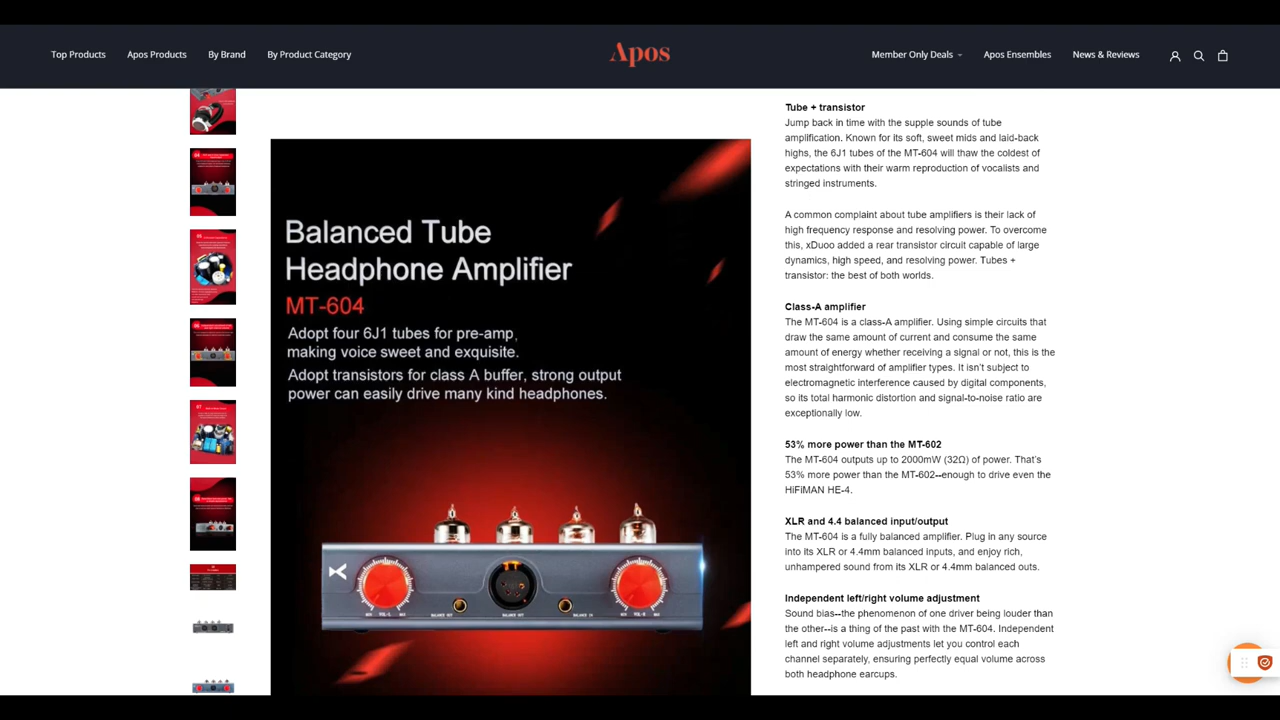 Top Products
Apos Products
By Brand
By Product Category
Apos
Member Only Deals
Apos Ensembles
News & Reviews
Balanced Tube
Headphone Amplifier
MT-604
Adopt four 6J1 tubes for pre-amp,
making voice sweet and exquisite.
Adopt transistors for class A buffer, strong output
power can easily drive many kind headphones.
MIN VOL-L MAX
BALANCE OUT
BALANCE OUT
BALANCE IN
MAX
Tube + transistor
Jump back in time with the supple sounds of tube
amplification. Known for its soft, sweet mids and laid-back
highs, the 6J1 tubes of the MT-604 will thaw the coldest of
expectations with their warm reproduction of vocalists and
stringed instruments.
A common complaint about tube amplifiers is their lack of
high frequency response and resolving power. To overcome
this, xDuoo added a rear transistor circuit capable of large
dynamics, high speed, and resolving power. Tubes +
transistor: the best of both worlds.
Class-A amplifier
The MT-604 is a class-A amplifier. Using simple circuits that
draw the same amount of current and consume the same
amount of energy whether receiving a signal or not, this is the
most straightforward of amplifier types. It isn't subject to
electromagnetic interference caused by digital components,
so its total harmonic distortion and signal-to-noise ratio are
exceptionally low.
53% more power than the MT-602
The MT-604 outputs up to 2000mW (32Ω) of power. That's
53% more power than the MT-602--enough to drive even the
HiFiMAN HE-4.
XLR and 4.4 balanced input/output
The MT-604 is a fully balanced amplifier. Plug in any source
into its XLR or 4.4mm balanced inputs, and enjoy rich,
unhampered sound from its XLR or 4.4mm balanced outs.
Independent left/right volume adjustment
Sound bias--the phenomenon of one driver being louder than
the other--is a thing of the past with the MT-604. Independent
left and right volume adjustments let you control each
channel separately, ensuring perfectly equal volume across
both headphone earcups.